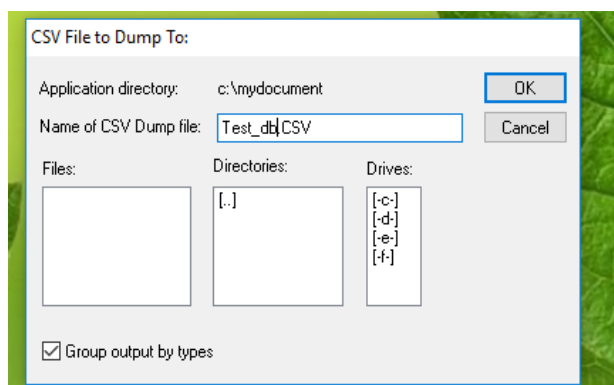 CSV File to Dump To:
Application directory: c:\mydocument OK
Name of CSV Dump file: Test_db.CSV Cancel
Files: Directories: Drives:
[..] [-c-]
[-d-]
[-e-]
[-f-]
Group output by types